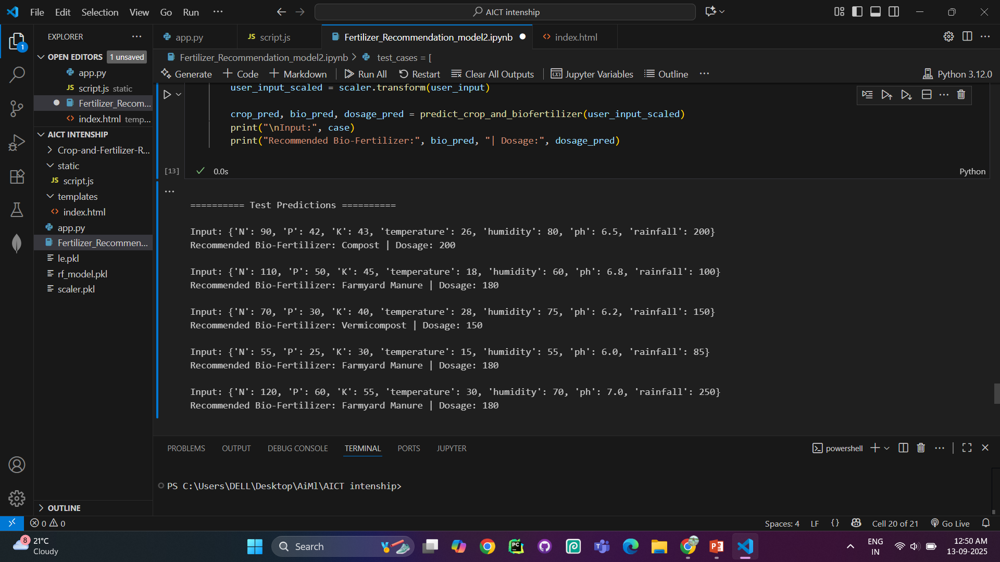 File Edit Selection View Go Run ··· AICT intenship
EXPLORER ···
app.py
JS script.js
Fertilizer_Recommendation_model2.ipynb
index.html
1
OPEN EDITORS 1 unsaved
app.py
JS script.js static
Fertilizer_Recom...
index.html temp...
AICT INTENSHIP
Crop-and-Fertilizer-R...
static
JS script.js
templates
index.html
app.py
Fertilizer_Recommen...
le.pkl
rf_model.pkl
scaler.pkl
OUTLINE
Fertilizer_Recommendation_model2.ipynb > test_cases = [
Generate + Code + Markdown Run All Restart Clear All Outputs Jupyter Variables Outline ··· Python 3.12.0
user_input_scaled = scaler.transform(user_input)
crop_pred, bio_pred, dosage_pred = predict_crop_and_biofertilizer(user_input_scaled)
print("\nInput:", case)
print("Recommended Bio-Fertilizer:", bio_pred, "| Dosage:", dosage_pred)
[13] 0.0s Python
···
========== Test Predictions ==========
Input: {'N': 90, 'P': 42, 'K': 43, 'temperature': 26, 'humidity': 80, 'ph': 6.5, 'rainfall': 200}
Recommended Bio-Fertilizer: Compost | Dosage: 200
Input: {'N': 110, 'P': 50, 'K': 45, 'temperature': 18, 'humidity': 60, 'ph': 6.8, 'rainfall': 100}
Recommended Bio-Fertilizer: Farmyard Manure | Dosage: 180
Input: {'N': 70, 'P': 30, 'K': 40, 'temperature': 28, 'humidity': 75, 'ph': 6.2, 'rainfall': 150}
Recommended Bio-Fertilizer: Vermicompost | Dosage: 150
Input: {'N': 55, 'P': 25, 'K': 30, 'temperature': 15, 'humidity': 55, 'ph': 6.0, 'rainfall': 85}
Recommended Bio-Fertilizer: Farmyard Manure | Dosage: 180
Input: {'N': 120, 'P': 60, 'K': 55, 'temperature': 30, 'humidity': 70, 'ph': 7.0, 'rainfall': 250}
Recommended Bio-Fertilizer: Farmyard Manure | Dosage: 180
PROBLEMS OUTPUT DEBUG CONSOLE TERMINAL PORTS JUPYTER powershell
PS C:\Users\DELL\Desktop\AiMl\AICT intenship>
0 0 Spaces: 4 LF {} Cell 20 of 21 Go Live
8 21°C
Cloudy
Search
PC
ENG
IN
12:50 AM
13-09-2025